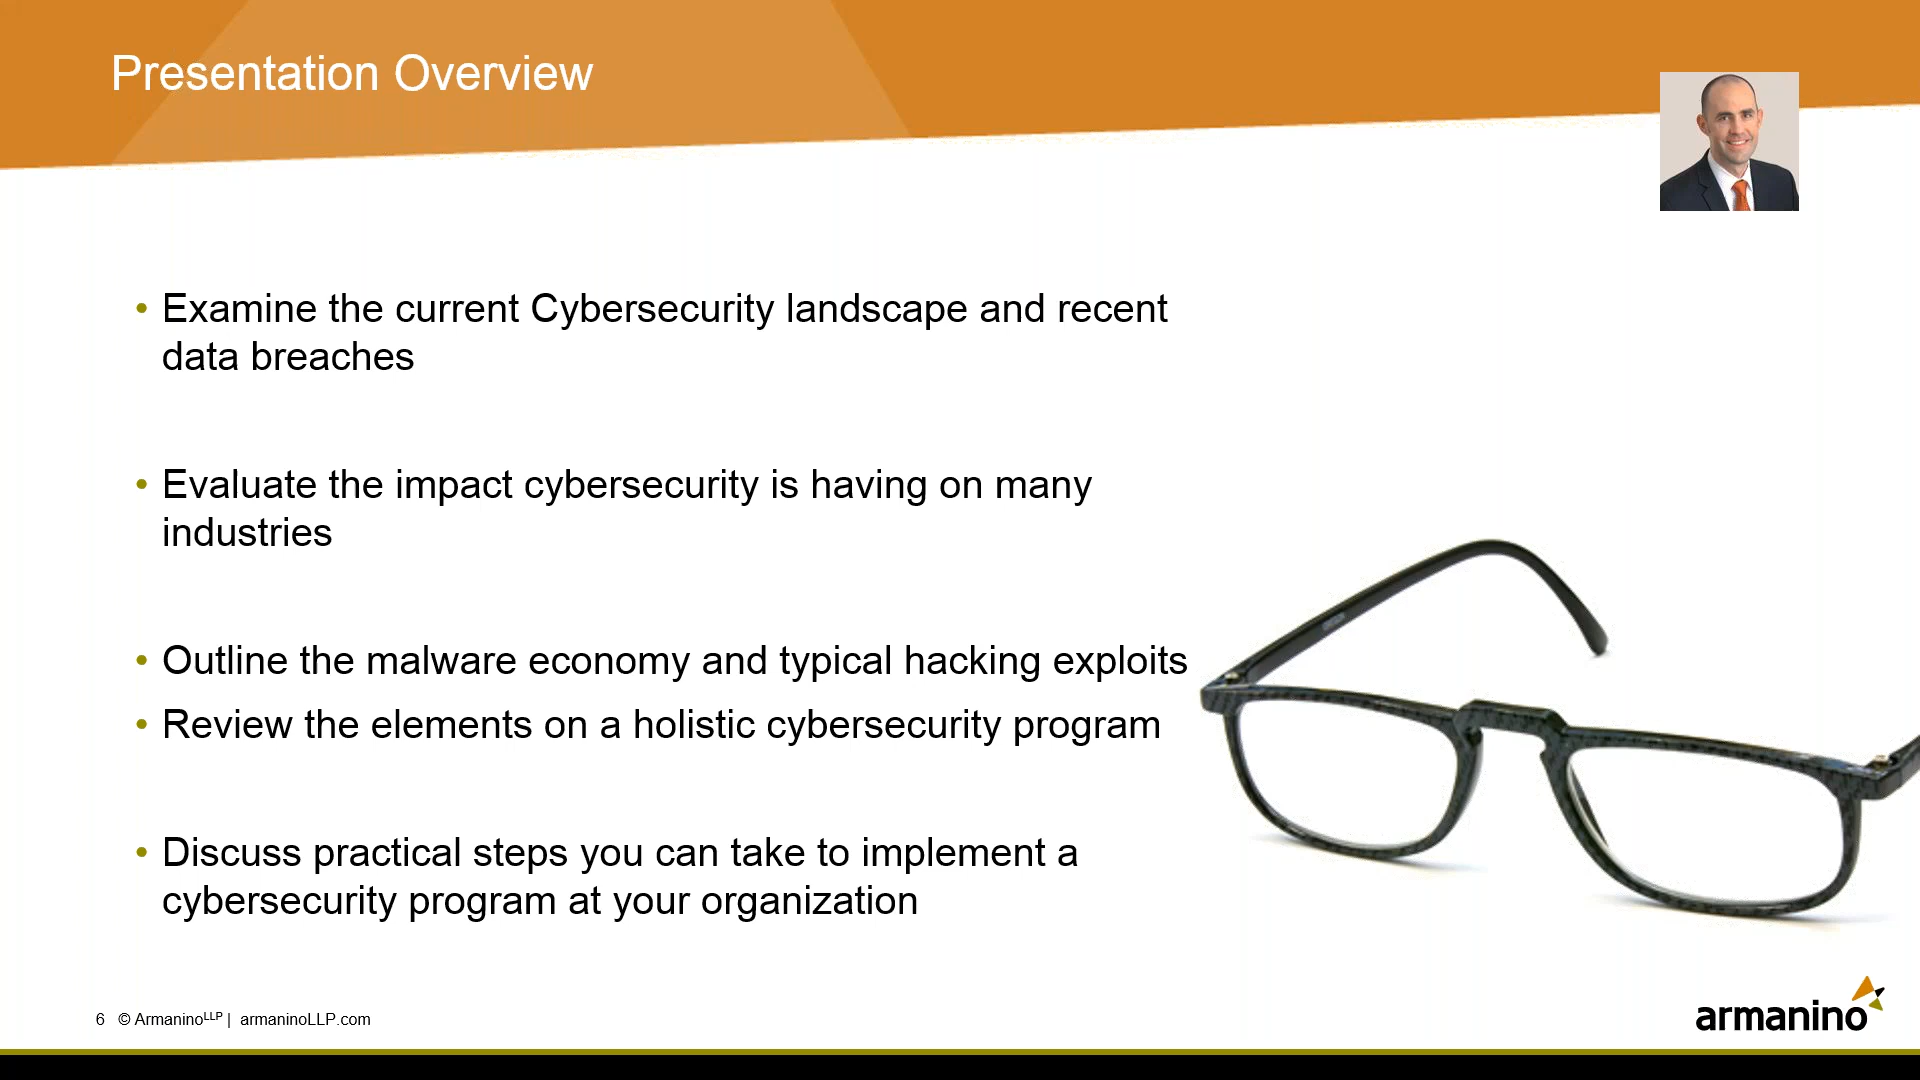 Presentation Overview
• Examine the current Cybersecurity landscape and recent
data breaches
• Evaluate the impact cybersecurity is having on many
industries
• Outline the malware economy and typical hacking exploits
• Review the elements on a holistic cybersecurity program
• Discuss practical steps you can take to implement a
cybersecurity program at your organization
6 © ArmaninoLLP | armaninoLLP.com
armanino